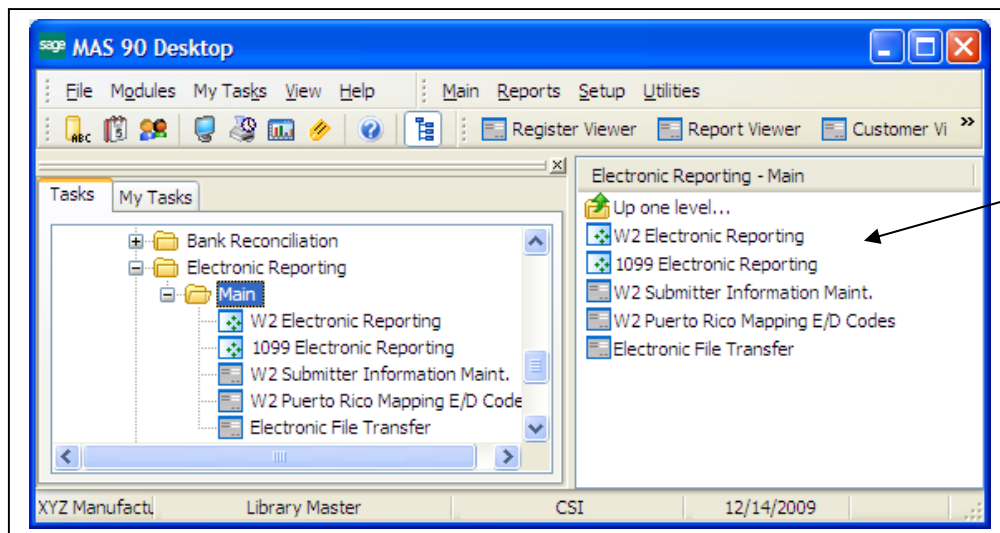 sage MAS 90 Desktop
File Modules My Tasks View Help Main Reports Setup Utilities
ABC 5 Register Viewer Report Viewer Customer Vi »
Tasks My Tasks
Bank Reconciliation
Electronic Reporting
Main
W2 Electronic Reporting
1099 Electronic Reporting
W2 Submitter Information Maint.
W2 Puerto Rico Mapping E/D Code
Electronic File Transfer
Electronic Reporting - Main
Up one level...
W2 Electronic Reporting
1099 Electronic Reporting
W2 Submitter Information Maint.
W2 Puerto Rico Mapping E/D Codes
Electronic File Transfer
XYZ Manufactu Library Master CSI 12/14/2009